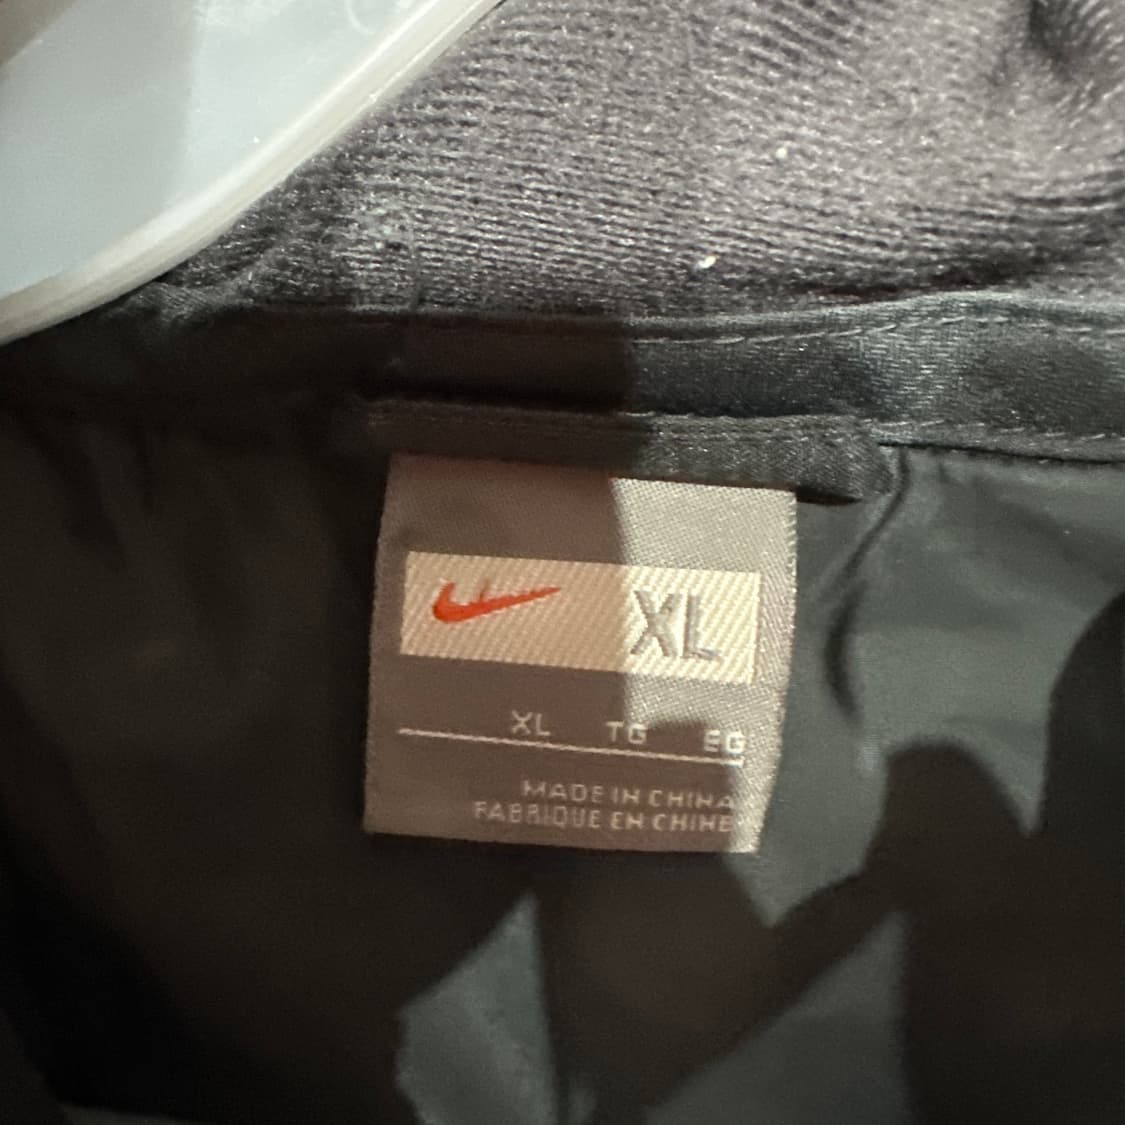 XL
XL TG EG
MADE IN CHINA
FABRIQUE EN CHINE